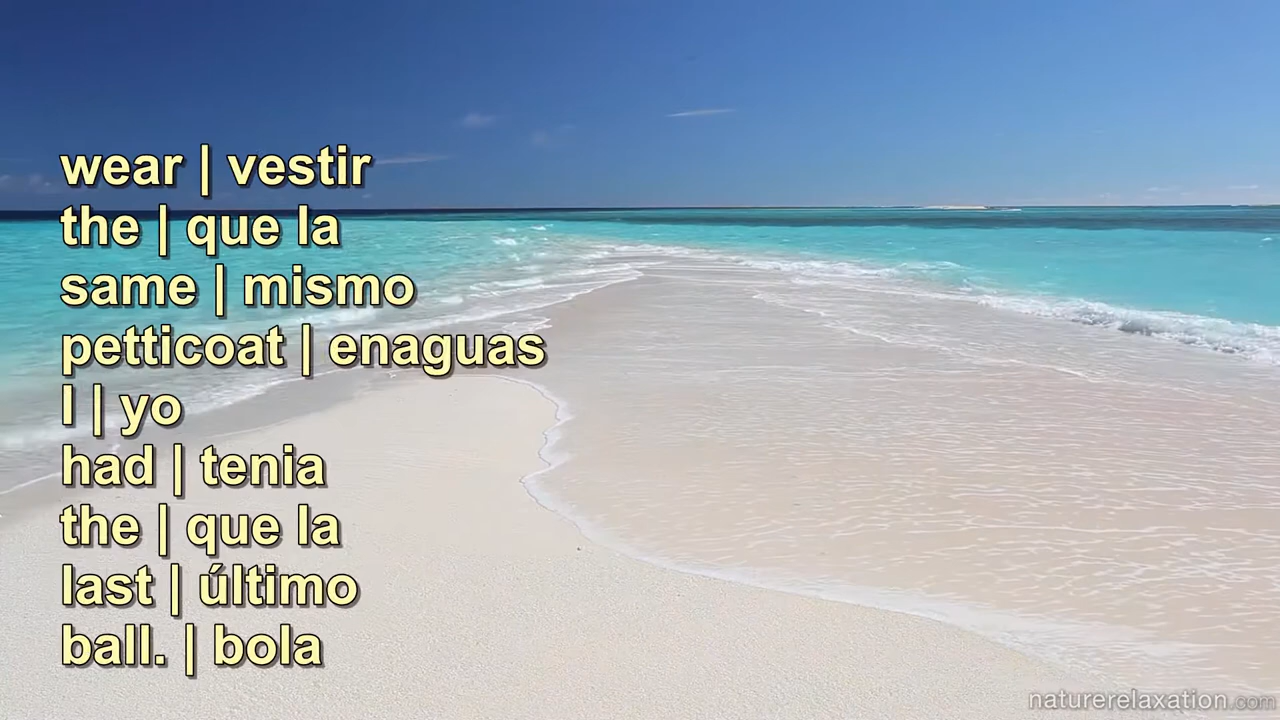 wear | vestir
the | que la
same | mismo
petticoat | enaguas
I | yo
had | tenia
the | que la
last | último
ball. | bola
naturerelaxation.com